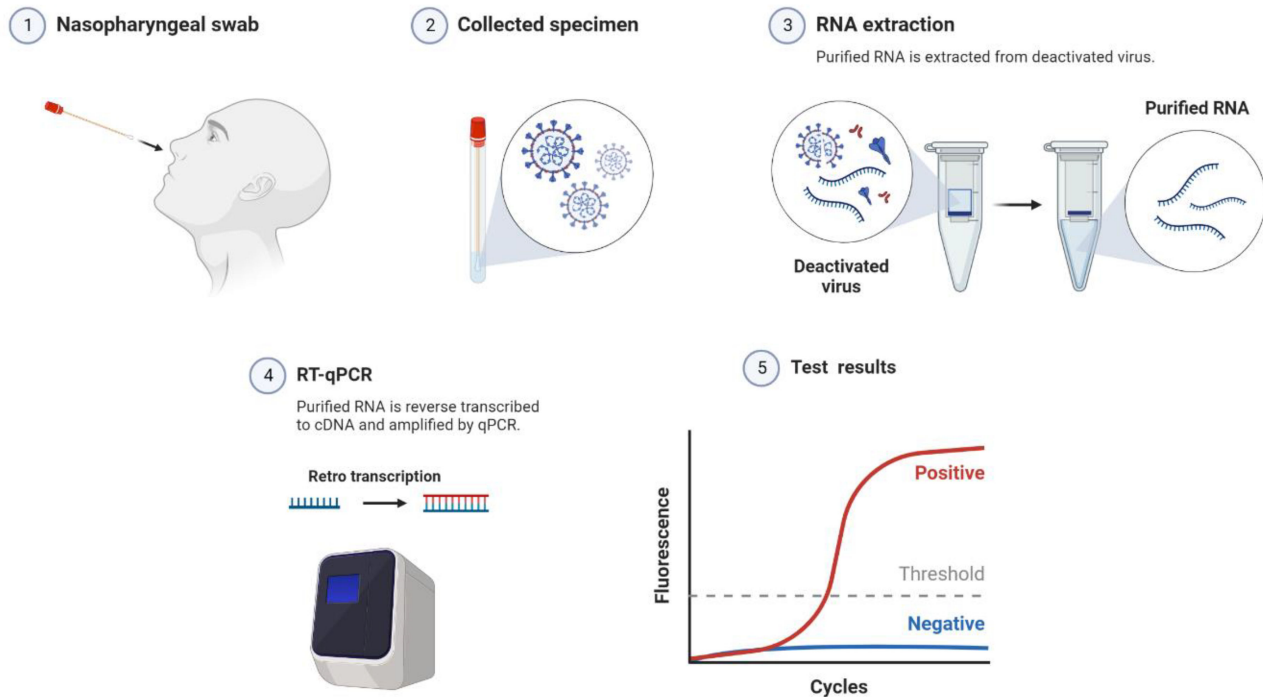 1 Nasopharyngeal swab
2 Collected specimen
3 RNA extraction
Purified RNA is extracted from deactivated virus.
Purified RNA
Deactivated
virus
4 RT-qPCR
Purified RNA is reverse transcribed
to cDNA and amplified by qPCR.
Retro transcription
5 Test results
Fluorescence
Positive
Threshold
Negative
Cycles